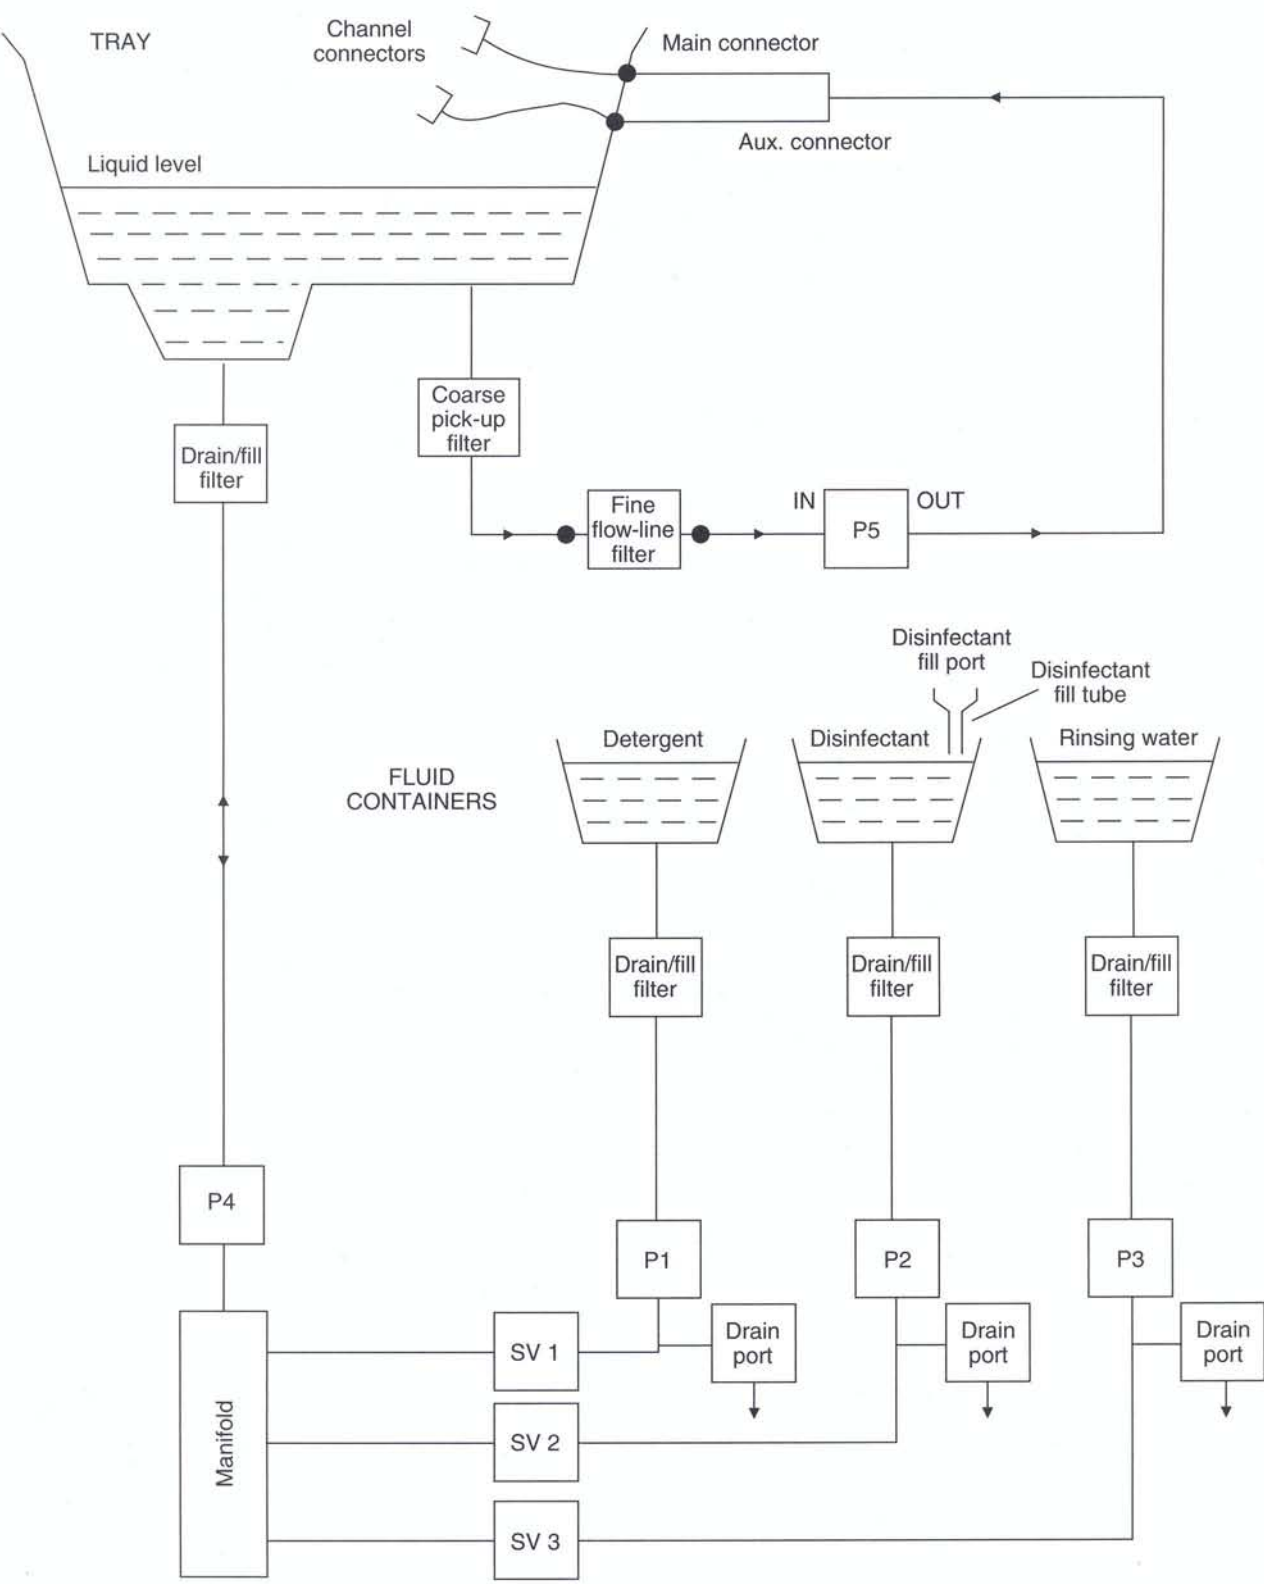 TRAY
Channel
connectors
Main connector
Aux. connector
Liquid level
Coarse
pick-up
filter
Drain/fill
filter
Fine
flow-line
filter
IN
P5
OUT
Disinfectant
fill port
Disinfectant
fill tube
Detergent
Disinfectant
Rinsing water
FLUID
CONTAINERS
Drain/fill
filter
Drain/fill
filter
Drain/fill
filter
P4
P1
P2
P3
Drain
port
Drain
port
Drain
port
SV 1
SV 2
SV 3
Manifold